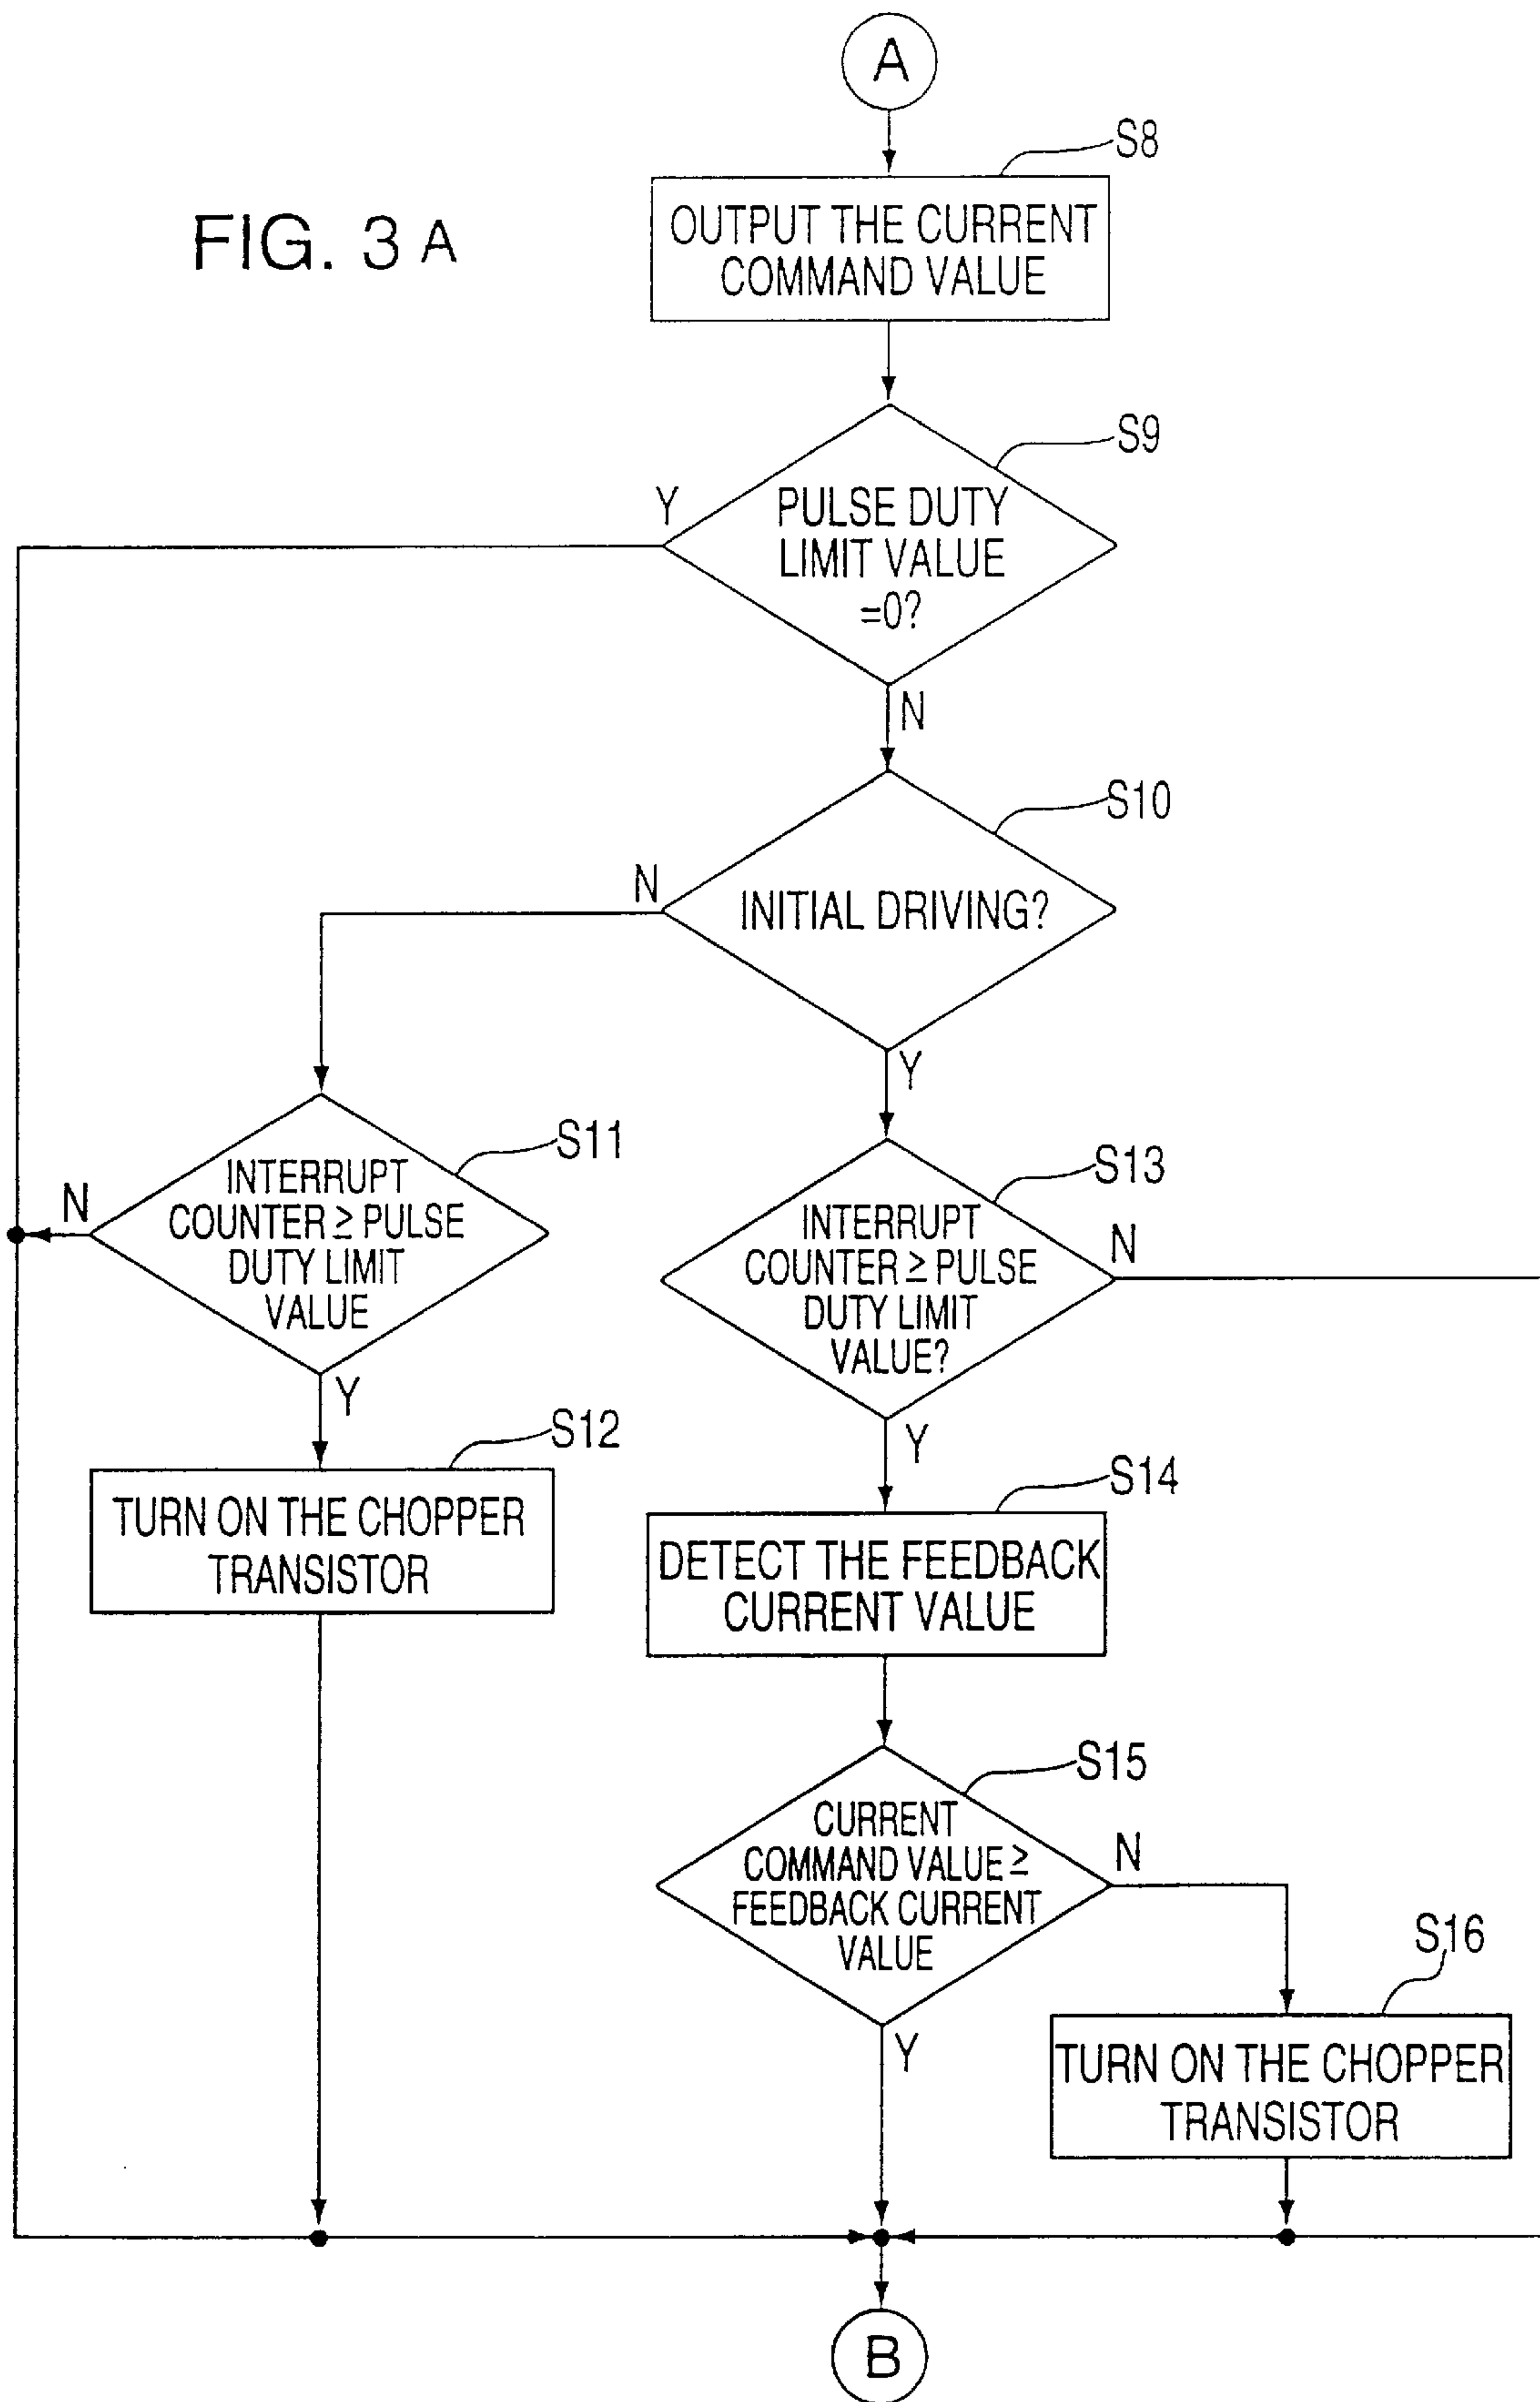 A
S8
FIG. 3 A
OUTPUT THE CURRENT
COMMAND VALUE
S9
Y
PULSE DUTY
LIMIT VALUE
=0?
N
S10
N
INITIAL DRIVING?
Y
S11
N
INTERRUPT
COUNTER ≥ PULSE
DUTY LIMIT
VALUE
Y
S13
INTERRUPT
COUNTER ≥ PULSE
DUTY LIMIT
VALUE?
N
Y
S12
TURN ON THE CHOPPER
TRANSISTOR
S14
DETECT THE FEEDBACK
CURRENT VALUE
S15
CURRENT
COMMAND VALUE ≥
FEEDBACK CURRENT
VALUE
N
Y
S16
TURN ON THE CHOPPER
TRANSISTOR
B